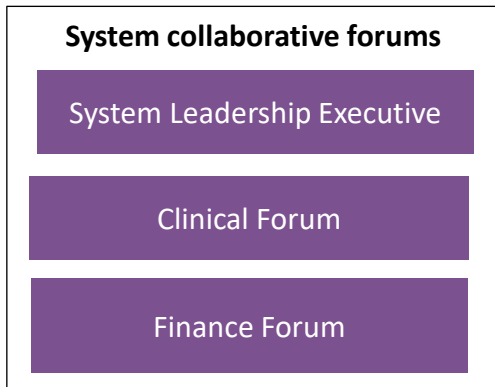 System collaborative forums
System Leadership Executive
Clinical Forum
Finance Forum